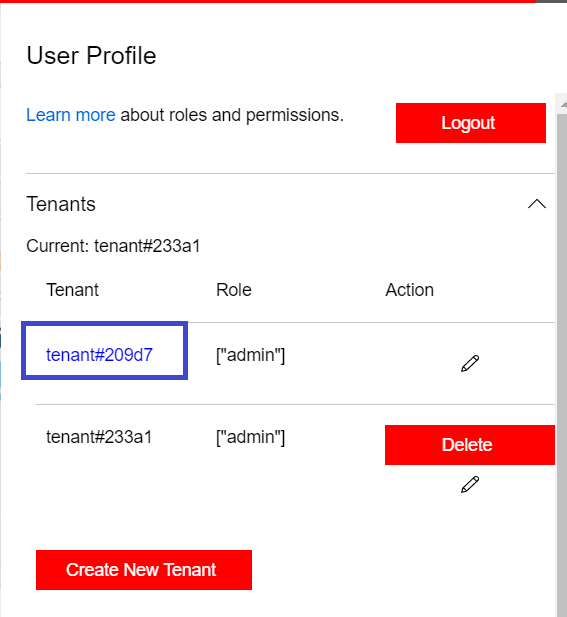 User Profile
Learn more about roles and permissions.
Logout
Tenants
Current: tenant#233a1
Tenant Role Action
tenant#209d7 ["admin"]
tenant#233a1 ["admin"] Delete
Create New Tenant